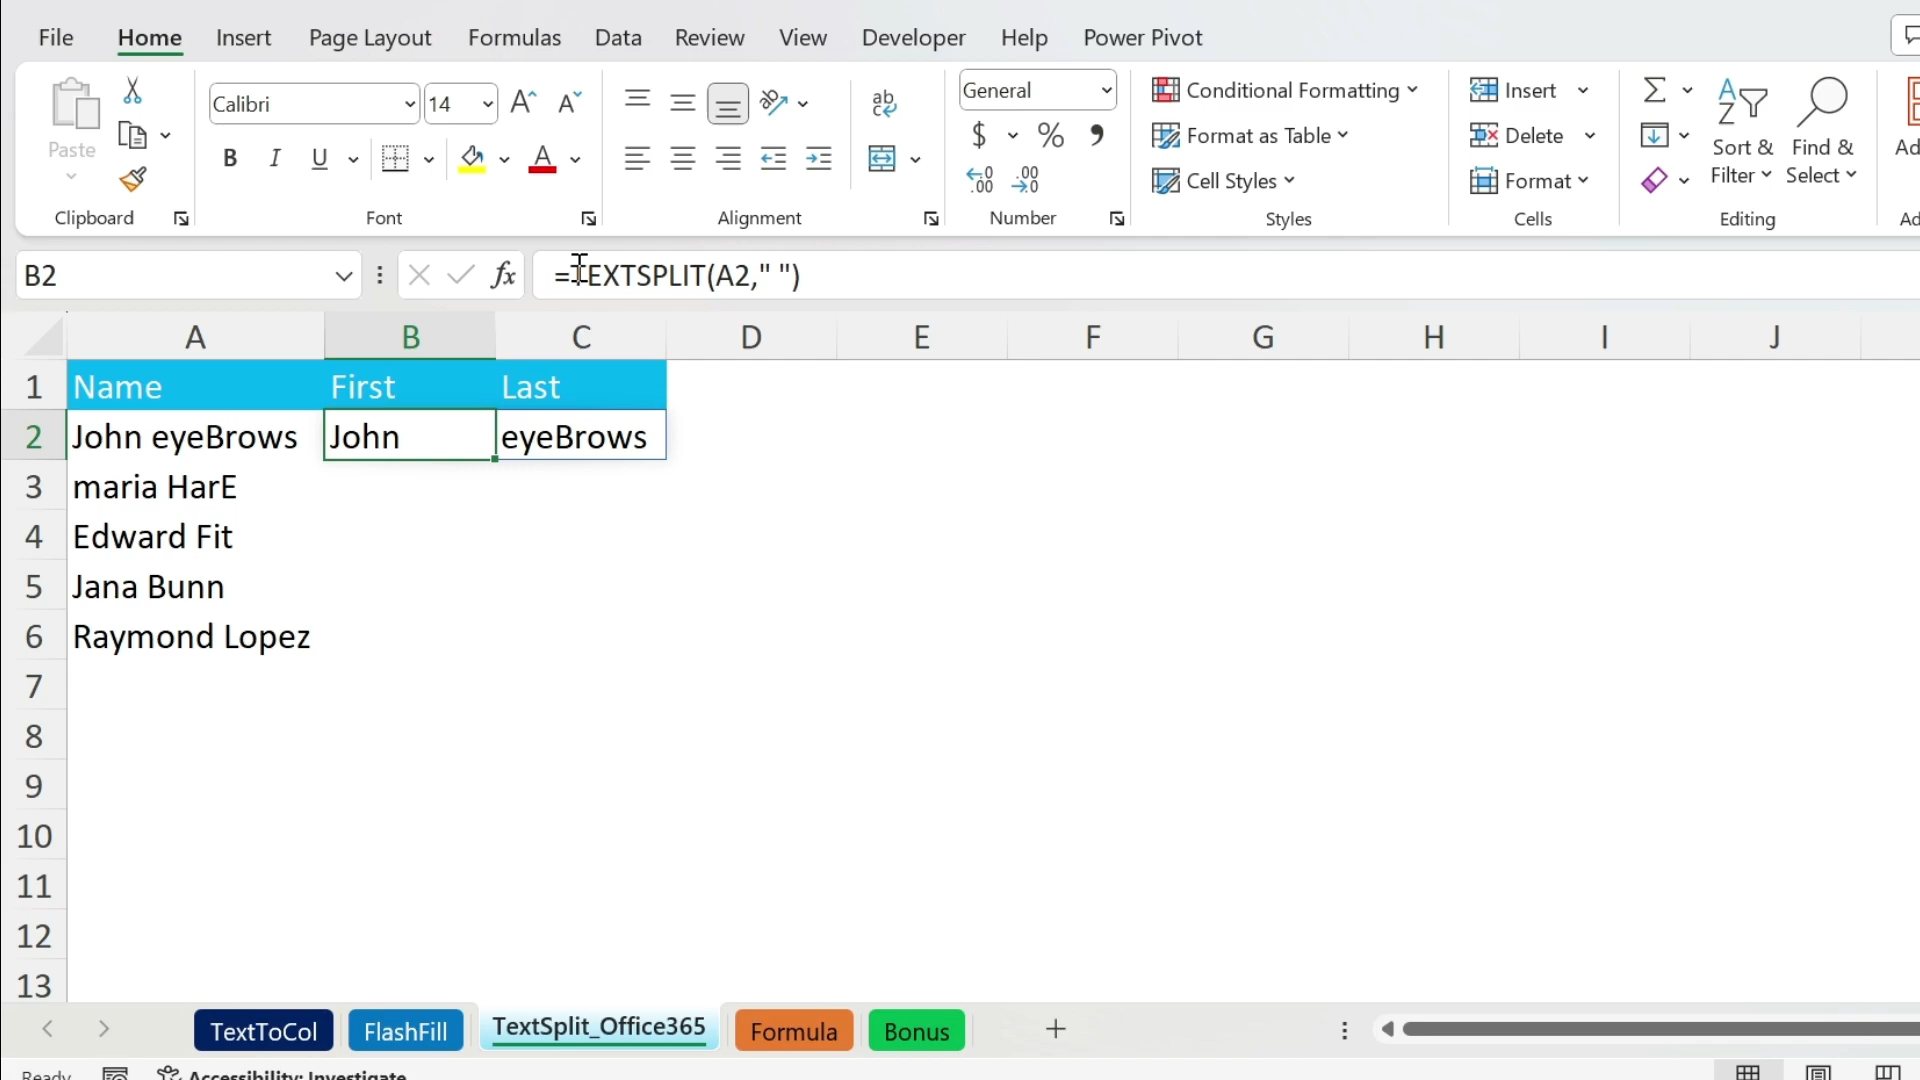 File Home Insert Page Layout Formulas Data Review View Developer Help Power Pivot
Calibri 14 General Conditional Formatting Insert
Paste Format as Table Delete Sort & Find &
B I U $ % Cell Styles Format Filter Select
Clipboard Font Alignment Number Styles Cells Editing
B2 fx =TEXTSPLIT(A2," ")
A B C D E F G H I J
1 Name First Last
2 John eyeBrows John eyeBrows
3 maria HarE
4 Edward Fit
5 Jana Bunn
6 Raymond Lopez
7
8
9
10
11
12
13
TextToCol FlashFill TextSplit_Office365 Formula Bonus
Ready Accessibility: Investigate